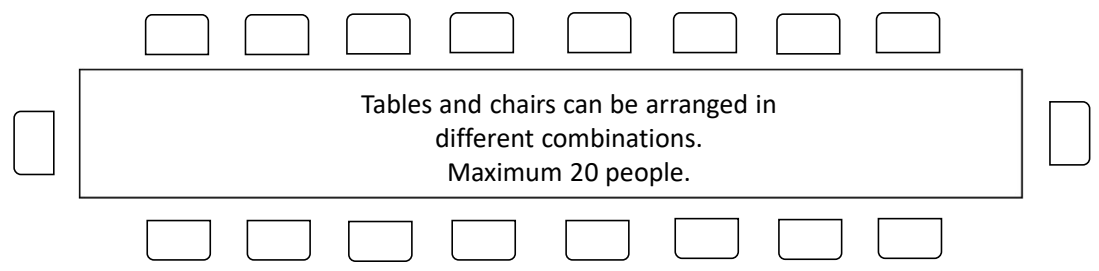 Tables and chairs can be arranged in
different combinations.
Maximum 20 people.